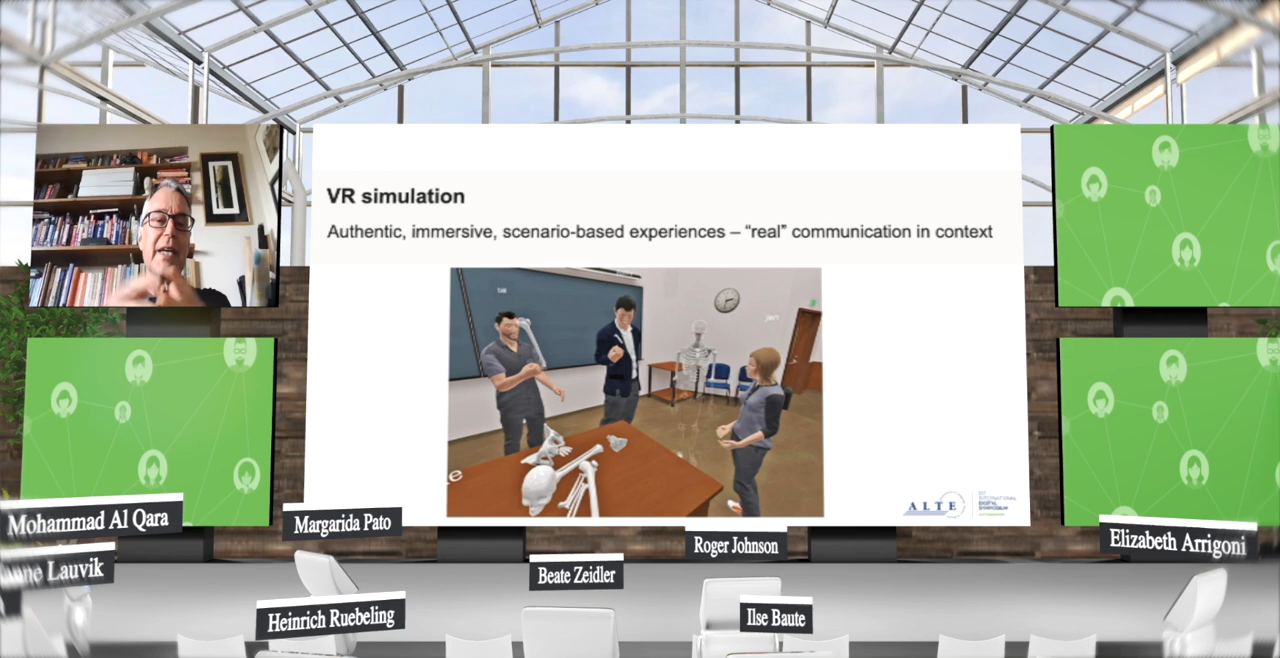 VR simulation
Authentic, immersive, scenario-based experiences – “real” communication in context
ALTE
Mohammad Al Qara
Margarida Pato
Roger Johnson
Elizabeth Arrigoni
Lauvik
Beate Zeidler
Heinrich Ruebeling
Ilse Baute